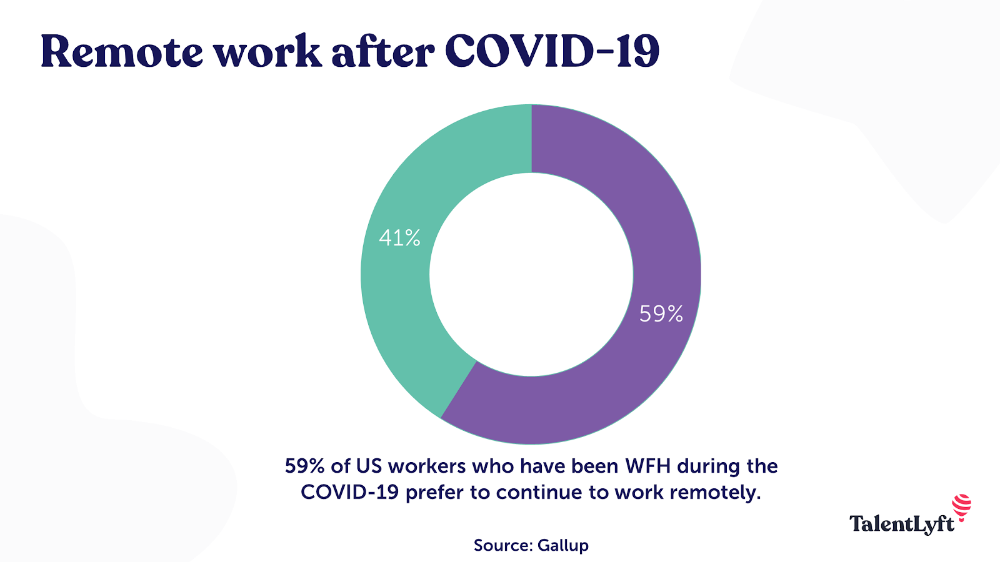 Remote work after COVID-19
41%
59%
59% of US workers who have been WFH during the
COVID-19 prefer to continue to work remotely.
TalentLyft
Source: Gallup